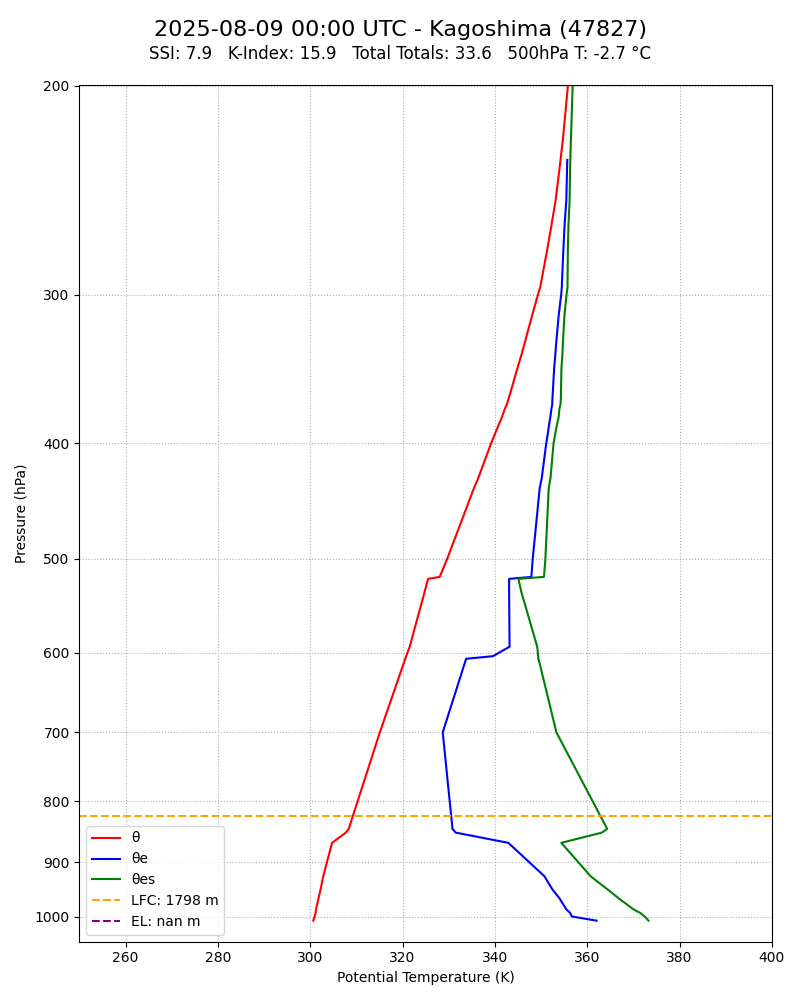 2025-08-09 00:00 UTC - Kagoshima (47827)
SSI: 7.9   K-Index: 15.9   Total Totals: 33.6   500hPa T: -2.7 °C
200
300
400
500
600
700
800
900
1000
Pressure (hPa)
θ
θe
θes
LFC: 1798 m
EL: nan m
260
280
300
320
340
360
380
400
Potential Temperature (K)